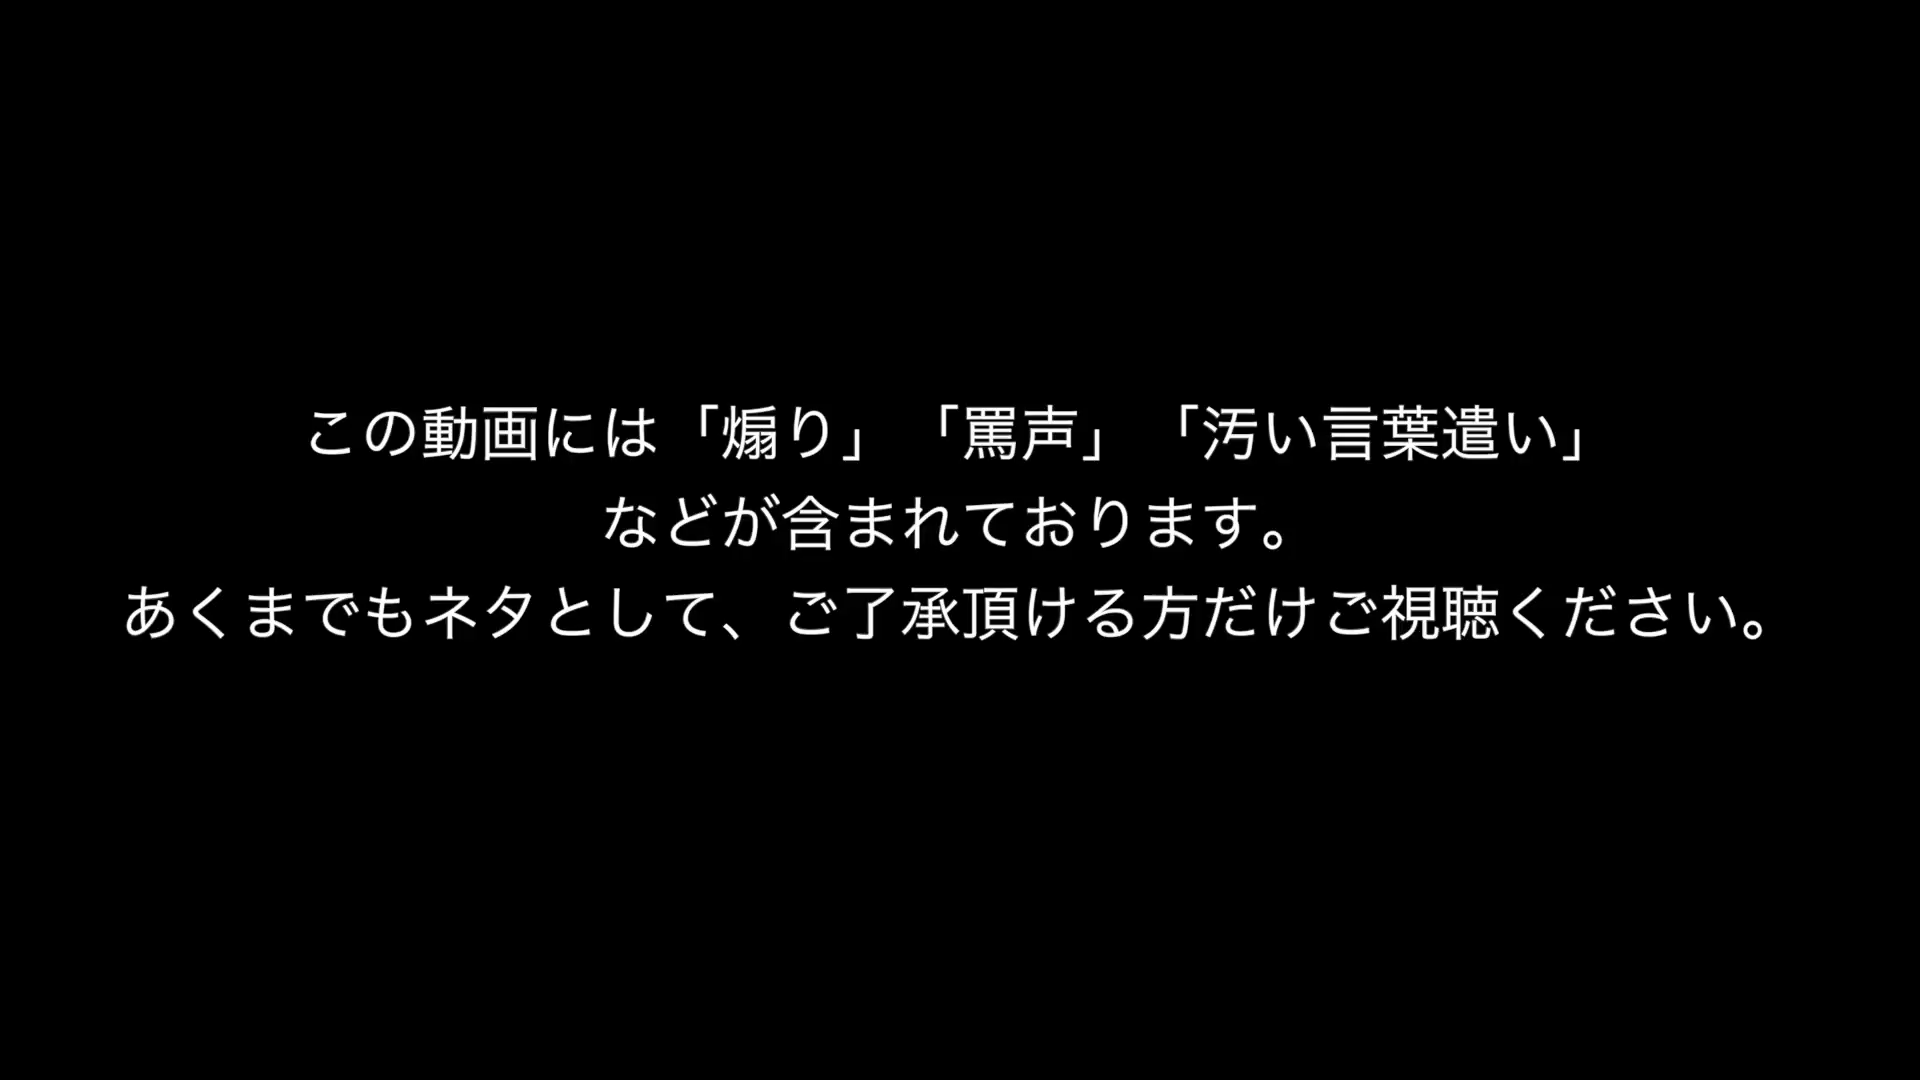 この動画には「煽り」「罵声」「汚い言葉遣い」
などが含まれております。
あくまでもネタとして、ご了承頂ける方だけご視聴ください。